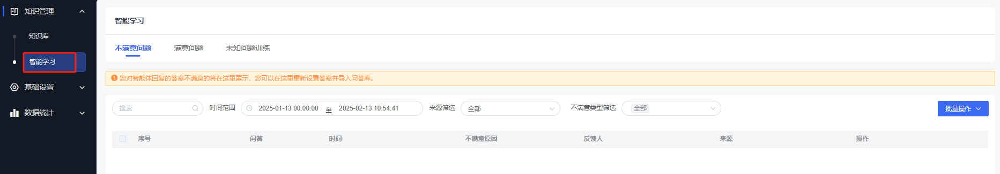 知识管理
知识库
智能学习
基础设置
数据统计
智能学习
不满意问题 满意问题 未知问题训练
您对智能体回复的答案不满意的将在这里展示，您可以在这里重新设置答案并导入问答库。
搜索 时间范围 2025-01-13 00:00:00 至 2025-02-13 10:54:41 来源筛选 全部 不满意类型筛选 全部 批量操作
序号 问答 时间 不满意原因 反馈人 来源 操作